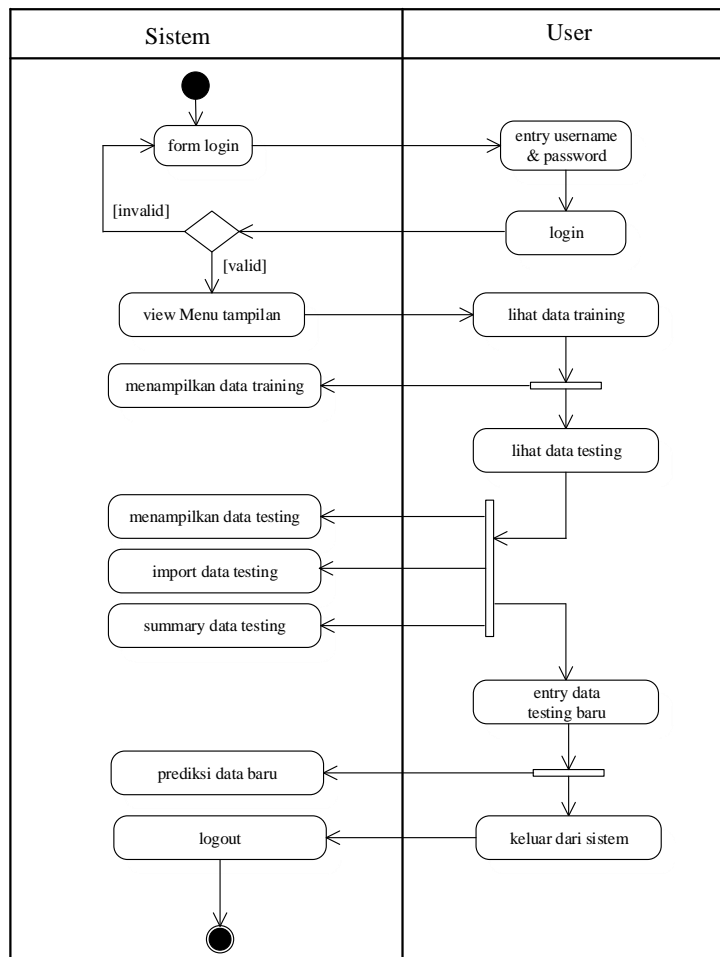 Sistem
User
form login
entry username
& password
[invalid]
login
[valid]
view Menu tampilan
lihat data training
menampilkan data training
lihat data testing
menampilkan data testing
import data testing
summary data testing
entry data
testing baru
prediksi data baru
logout
keluar dari sistem